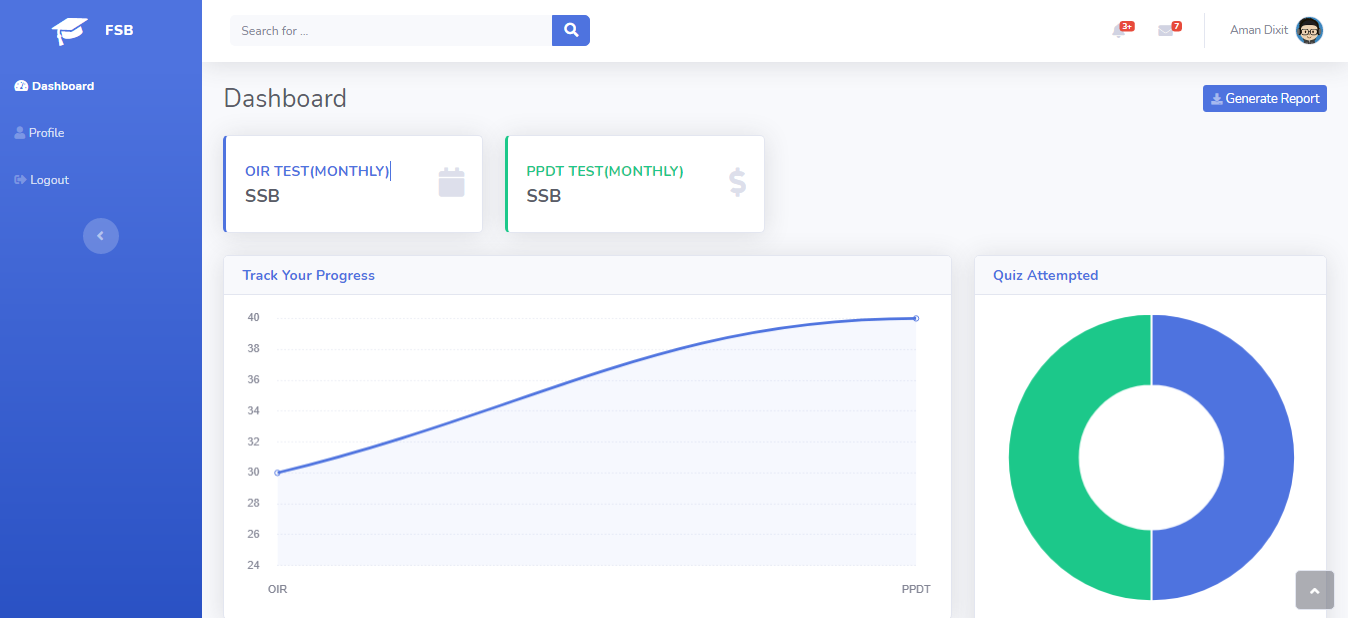 FSB
Search for ...
3+
7
Aman Dixit
Dashboard
Profile
Logout
Dashboard
Generate Report
OIR TEST(MONTHLY)
SSB
PPDT TEST(MONTHLY)
SSB
Track Your Progress
40
38
36
34
32
30
28
26
24
OIR
PPDT
Quiz Attempted